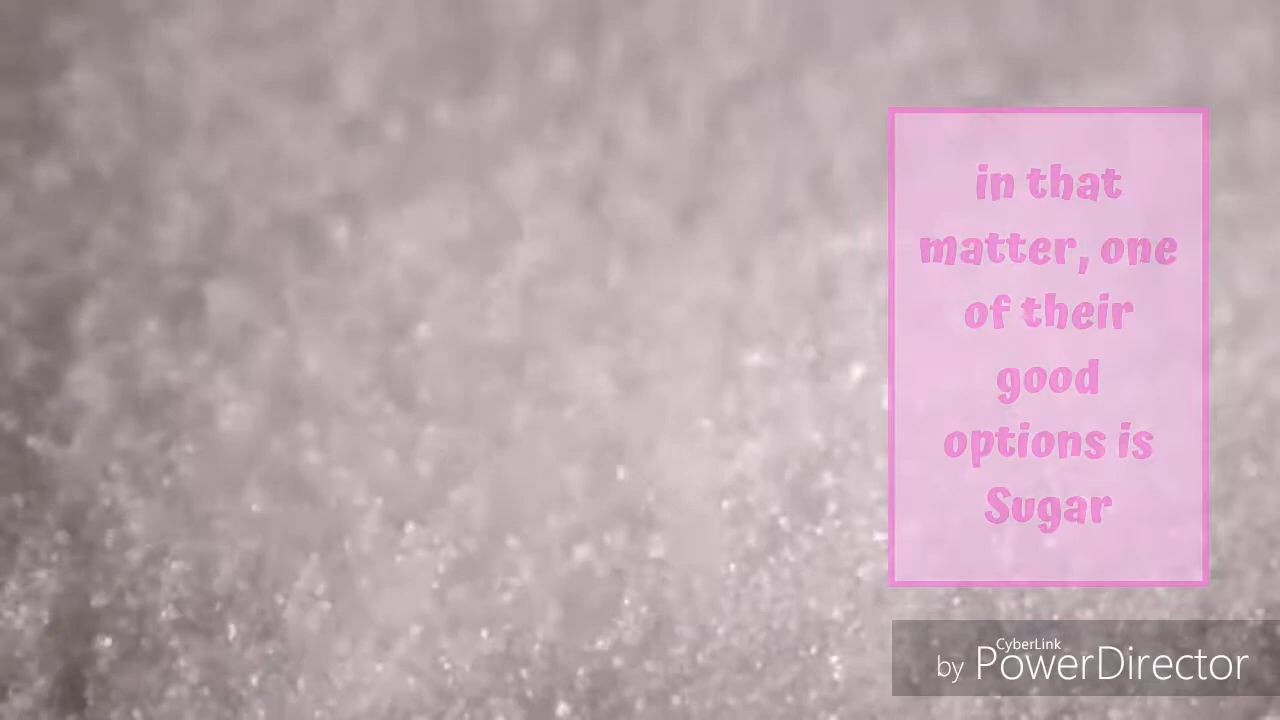 in that
matter, one
of their
good
options is
Sugar
CyberLink
by PowerDirector